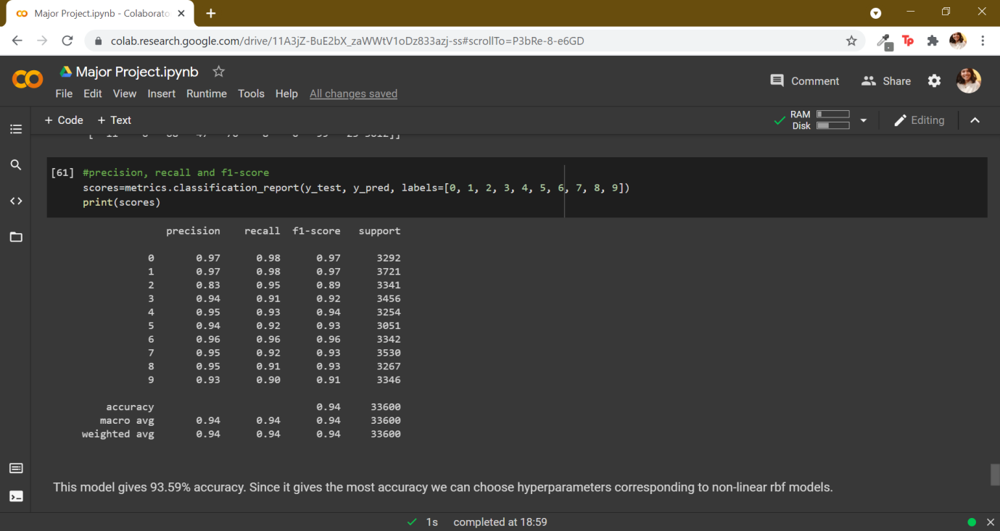 Major Project.ipynb - Colaborato
colab.research.google.com/drive/11A3jZ-BuE2bX_zaWWtV1oDz833azj-ss#scrollTo=P3bRe-8-e6GD
Tp
Major Project.ipynb
Comment Share
File Edit View Insert Runtime Tools Help All changes saved
+ Code + Text
RAM
Disk
Editing
[61] #precision, recall and f1-score
scores=metrics.classification_report(y_test, y_pred, labels=[0, 1, 2, 3, 4, 5, 6, 7, 8, 9])
print(scores)
precision recall f1-score support
0 0.97 0.98 0.97 3292
1 0.97 0.98 0.97 3721
2 0.83 0.95 0.89 3341
3 0.94 0.91 0.92 3456
4 0.95 0.93 0.94 3254
5 0.94 0.92 0.93 3051
6 0.96 0.96 0.96 3342
7 0.95 0.92 0.93 3530
8 0.95 0.91 0.93 3267
9 0.93 0.90 0.91 3346
accuracy 0.94 33600
macro avg 0.94 0.94 0.94 33600
weighted avg 0.94 0.94 0.94 33600
This model gives 93.59% accuracy. Since it gives the most accuracy we can choose hyperparameters corresponding to non-linear rbf models.
1s completed at 18:59